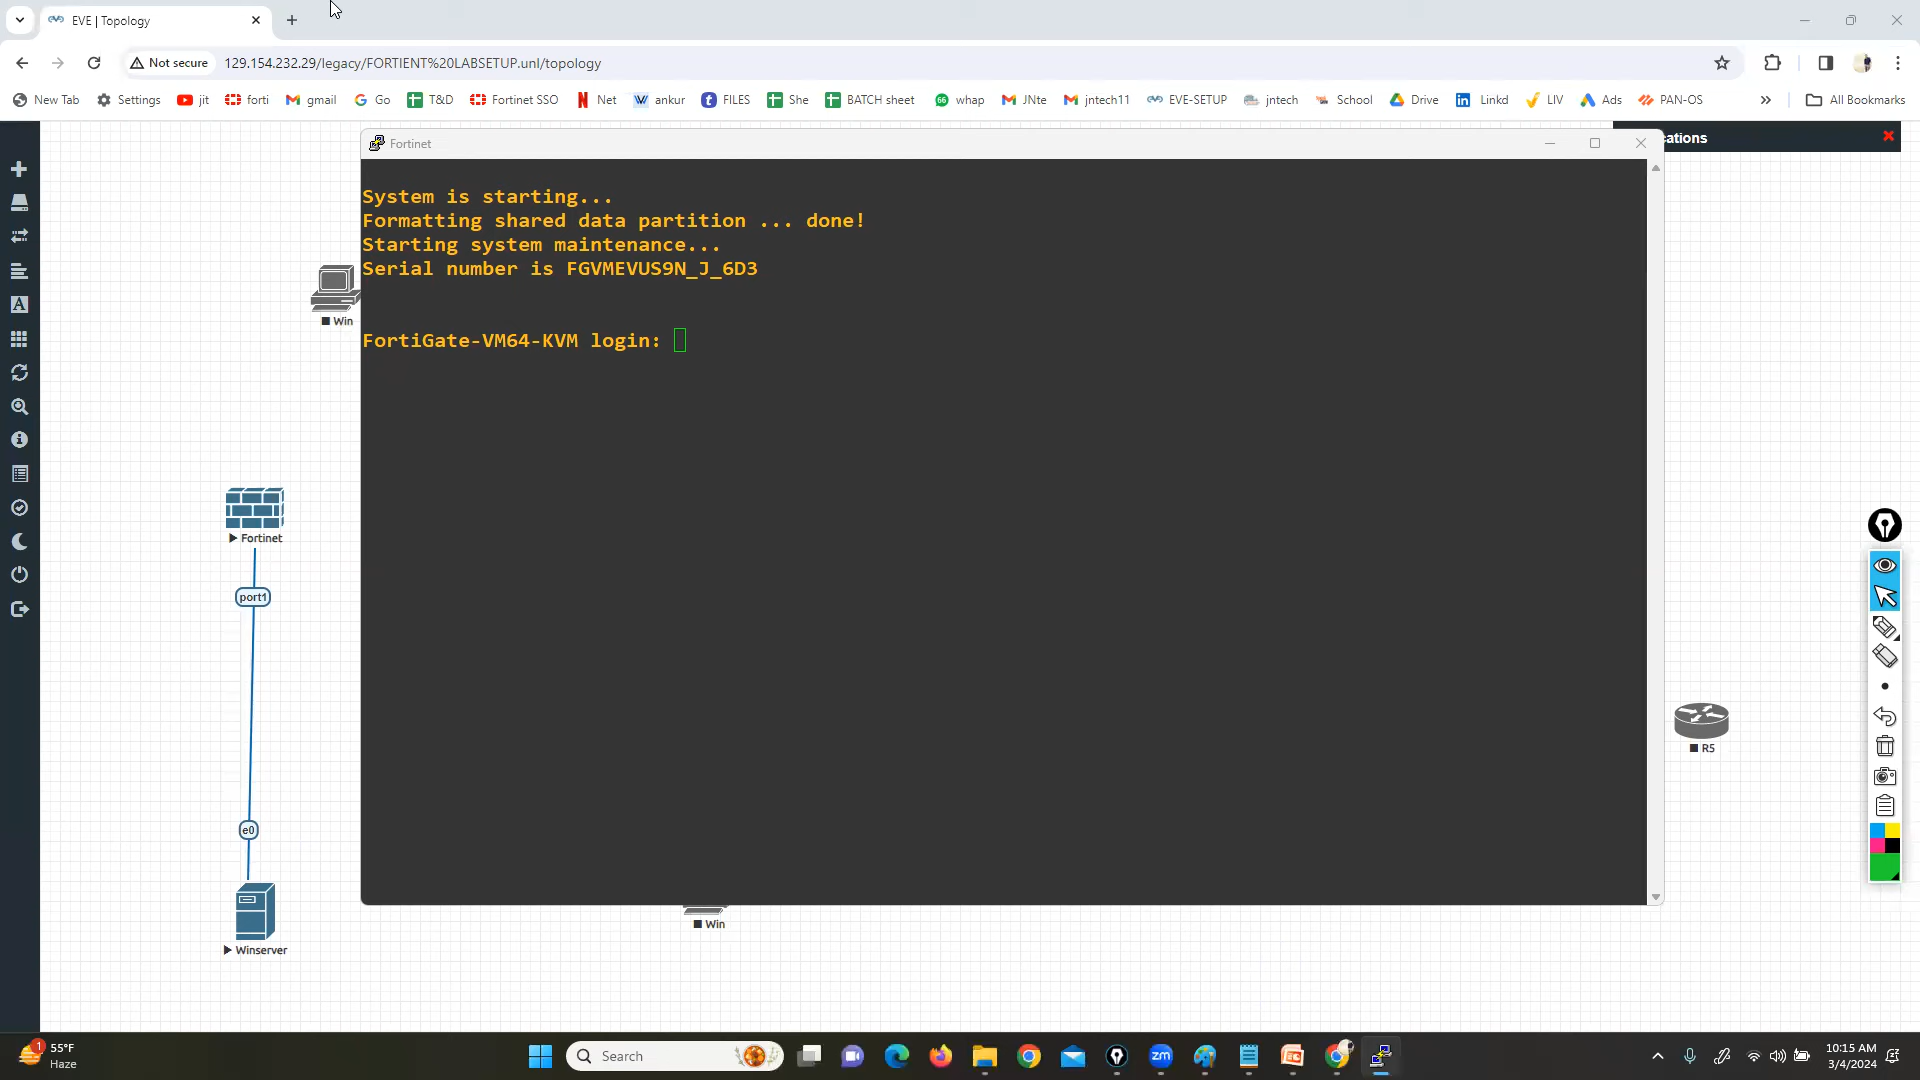 EVE | Topology
Not secure
129.154.232.29/legacy/FORTIENT%20LABSETUP.unl/topology
New Tab
Settings
jit
forti
gmail
Go
T&D
Fortinet SSO
Net
ankur
FILES
She
BATCH sheet
whap
JNte
jntech11
EVE-SETUP
jntech
School
Drive
Linkd
LIV
Ads
PAN-OS
All Bookmarks
Fortinet
cations
System is starting...
Formatting shared data partition ... done!
Starting system maintenance...
Serial number is FGVMEVUS9N_J_6D3
FortiGate-VM64-KVM login:
Win
Fortinet
port1
e0
Winserver
Win
R5
1
55°F
Haze
Search
zm
10:15 AM
3/4/2024